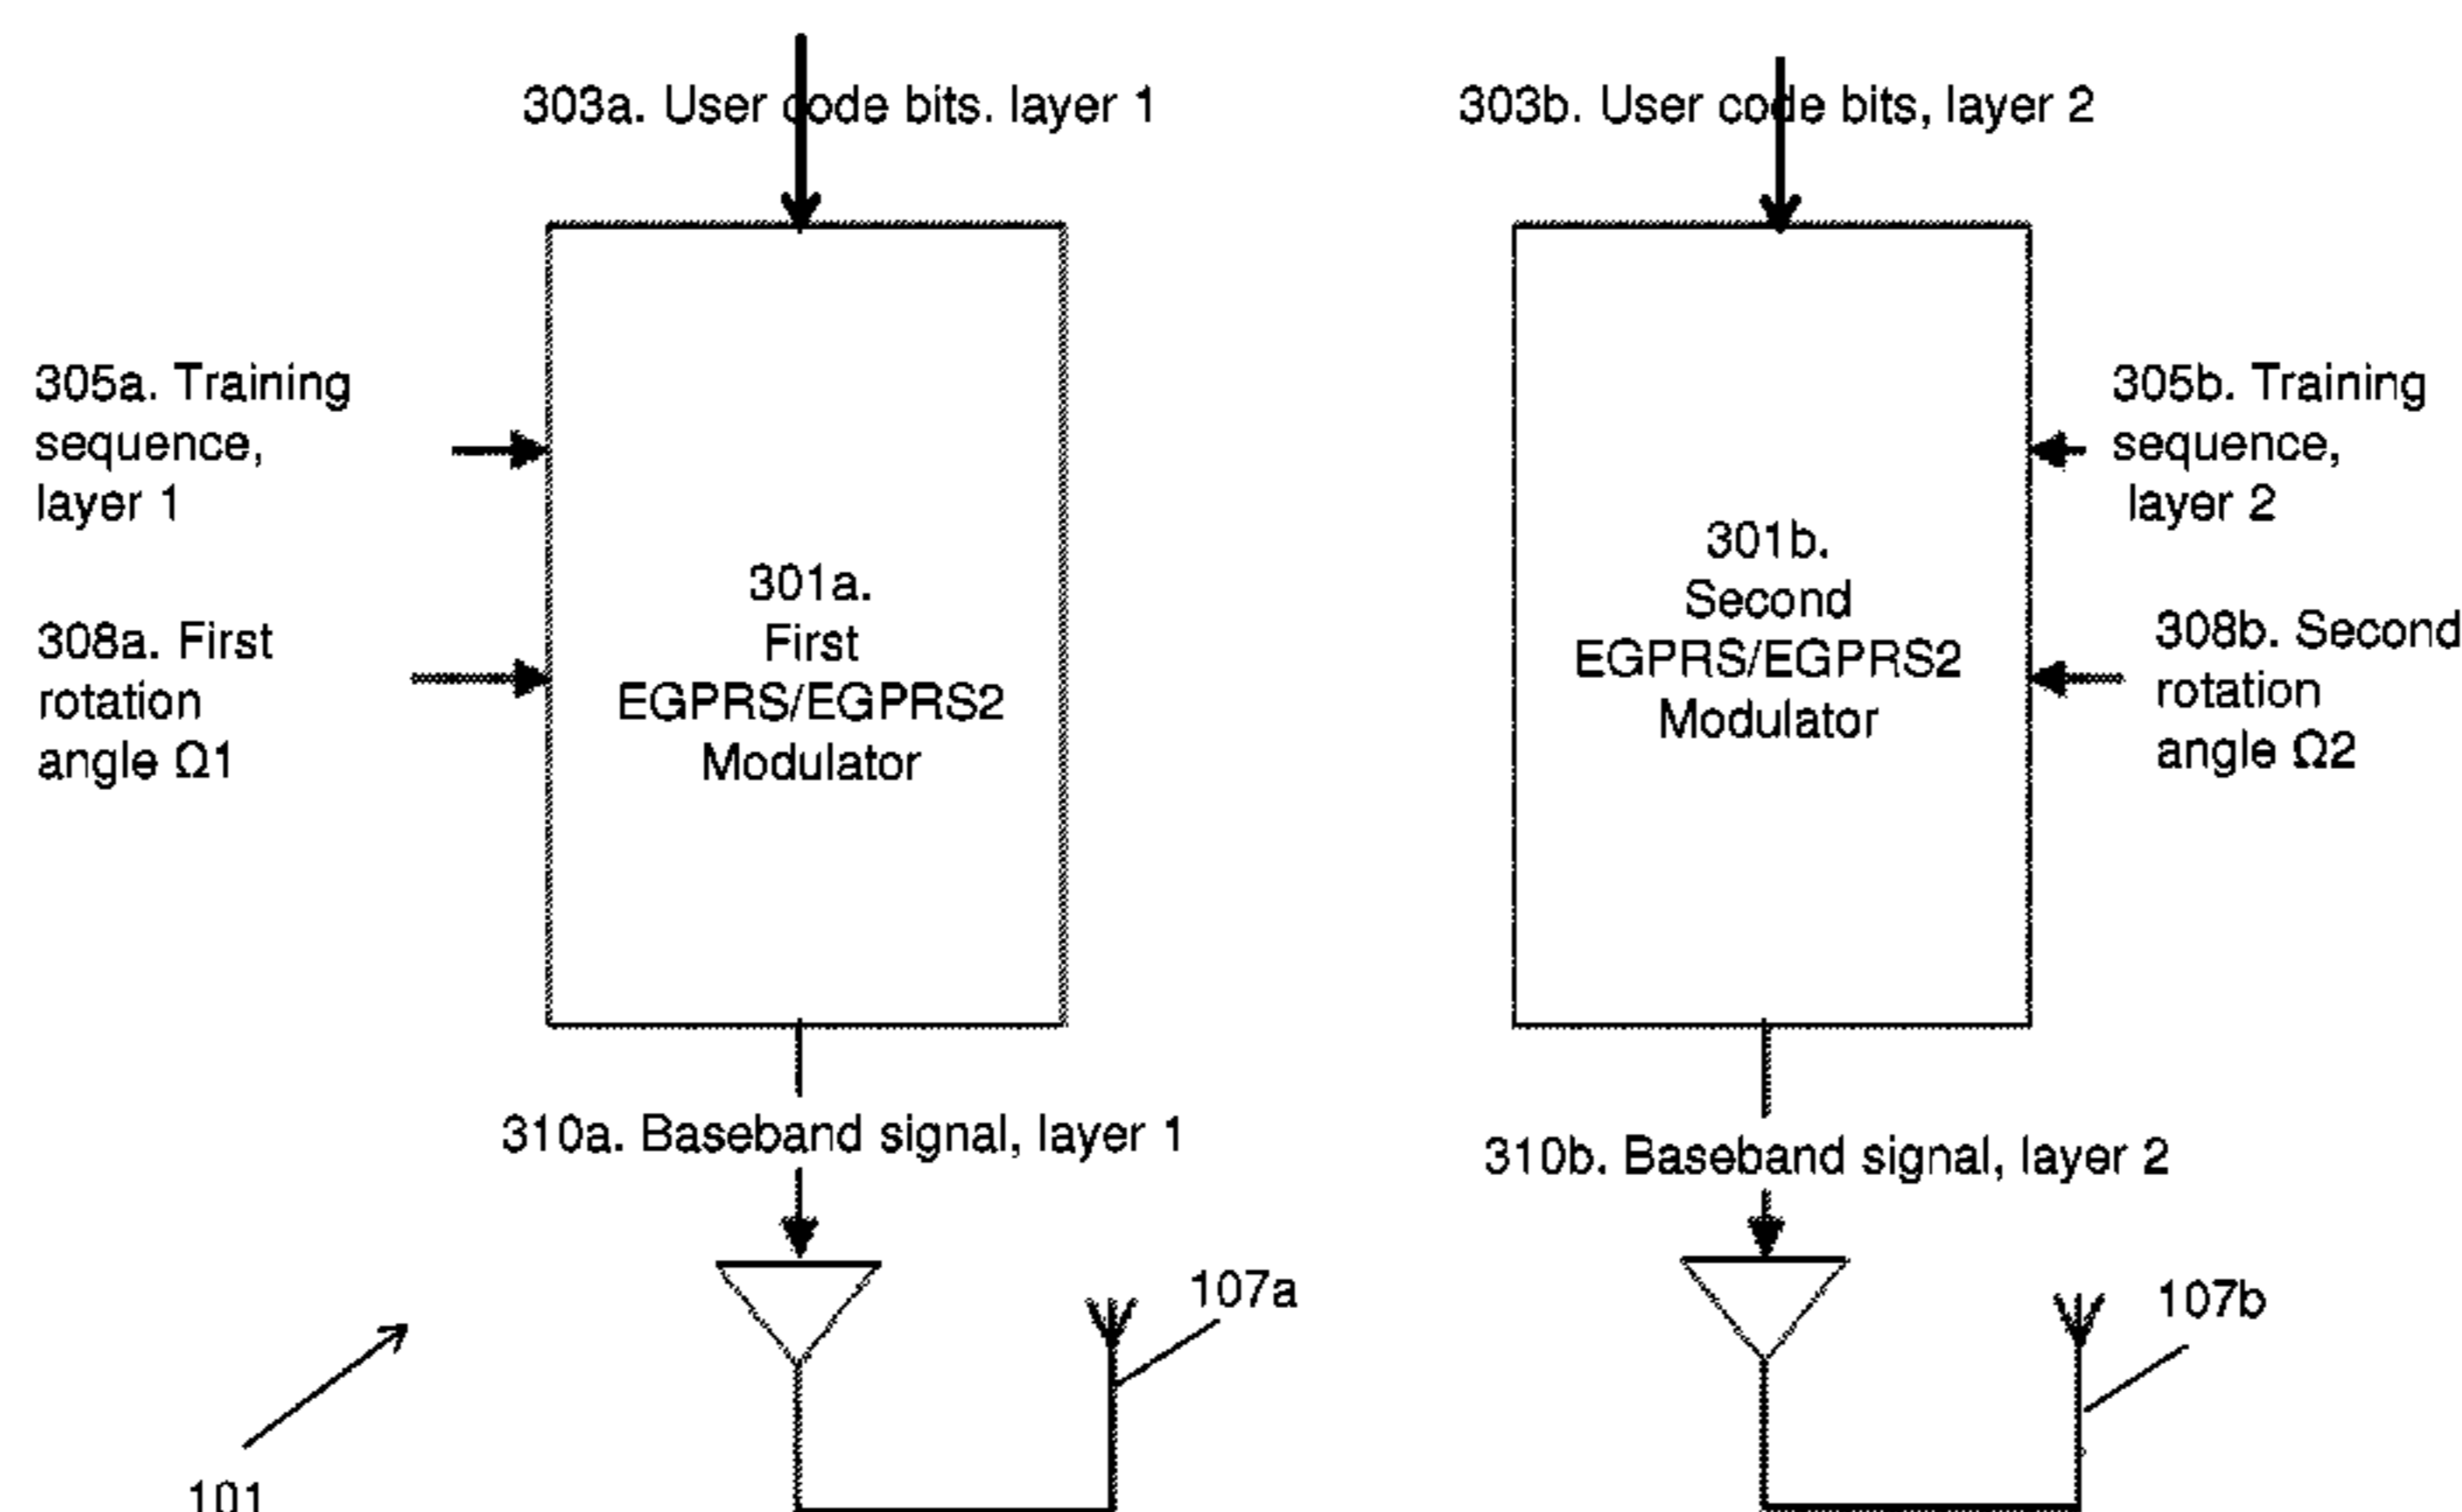 303a. User code bits. layer 1
303b. User code bits, layer 2
305a. Training
sequence,
layer 1
305b. Training
sequence,
layer 2
301a.
First
EGPRS/EGPRS2
Modulator
301b.
Second
EGPRS/EGPRS2
Modulator
308a. First
rotation
angle Ω1
308b. Second
rotation
angle Ω2
310a. Baseband signal, layer 1
310b. Baseband signal, layer 2
107a
107b
101